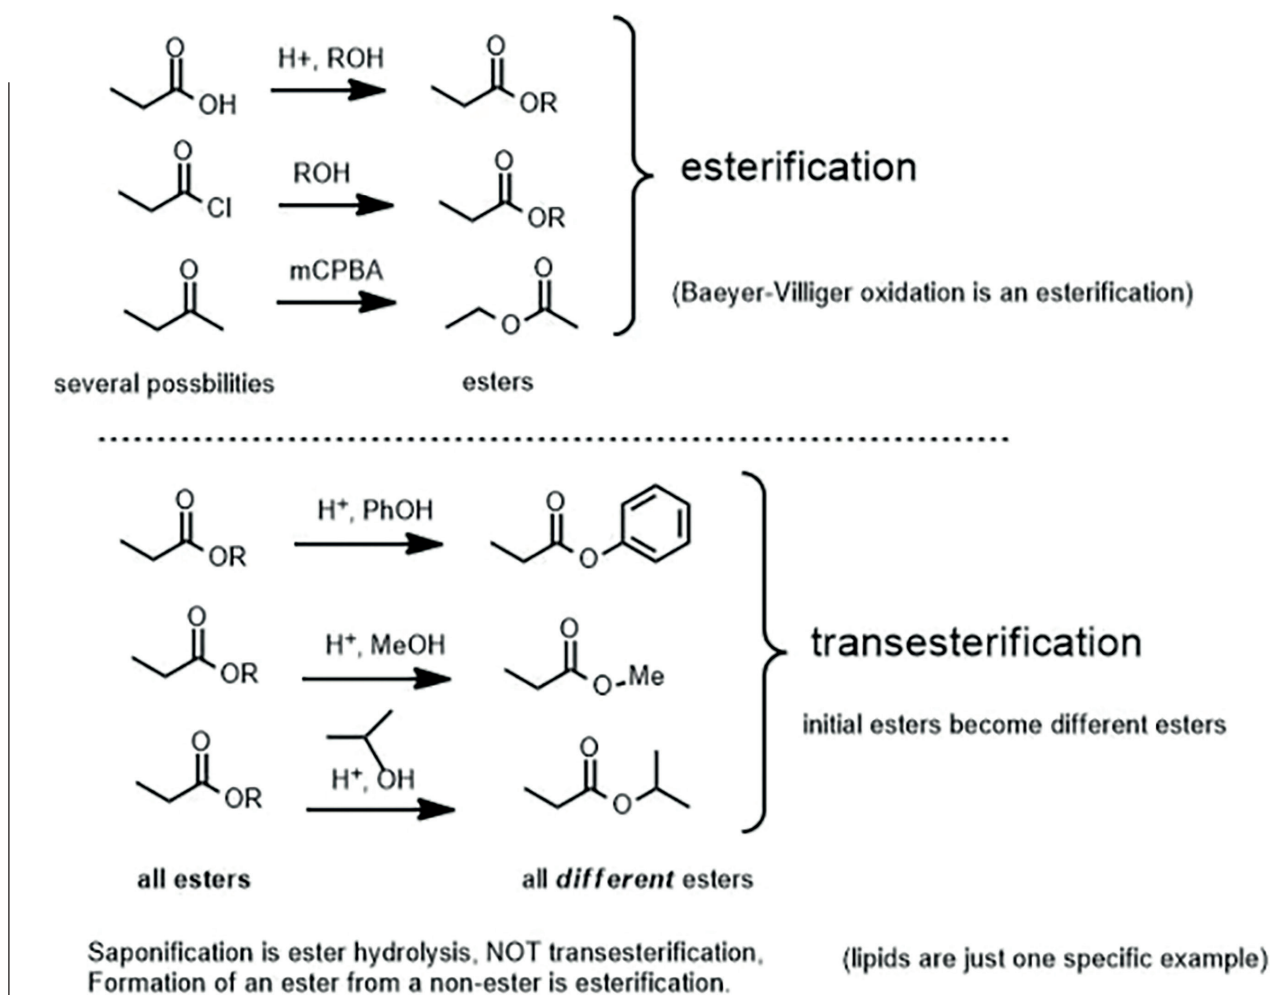 O
OH
H+, ROH
O
OR
O
Cl
ROH
O
OR
esterification
O
mCPBA
O
O
(Baeyer-Villiger oxidation is an esterification)
several possbilities
esters
O
OR
H+, PhOH
O
O
O
OR
H+, MeOH
O
O-Me
transesterification
initial esters become different esters
O
OR
H+, OH
O
O
all esters
all different esters
Saponification is ester hydrolysis, NOT transesterification,
Formation of an ester from a non-ester is esterification.
(lipids are just one specific example)